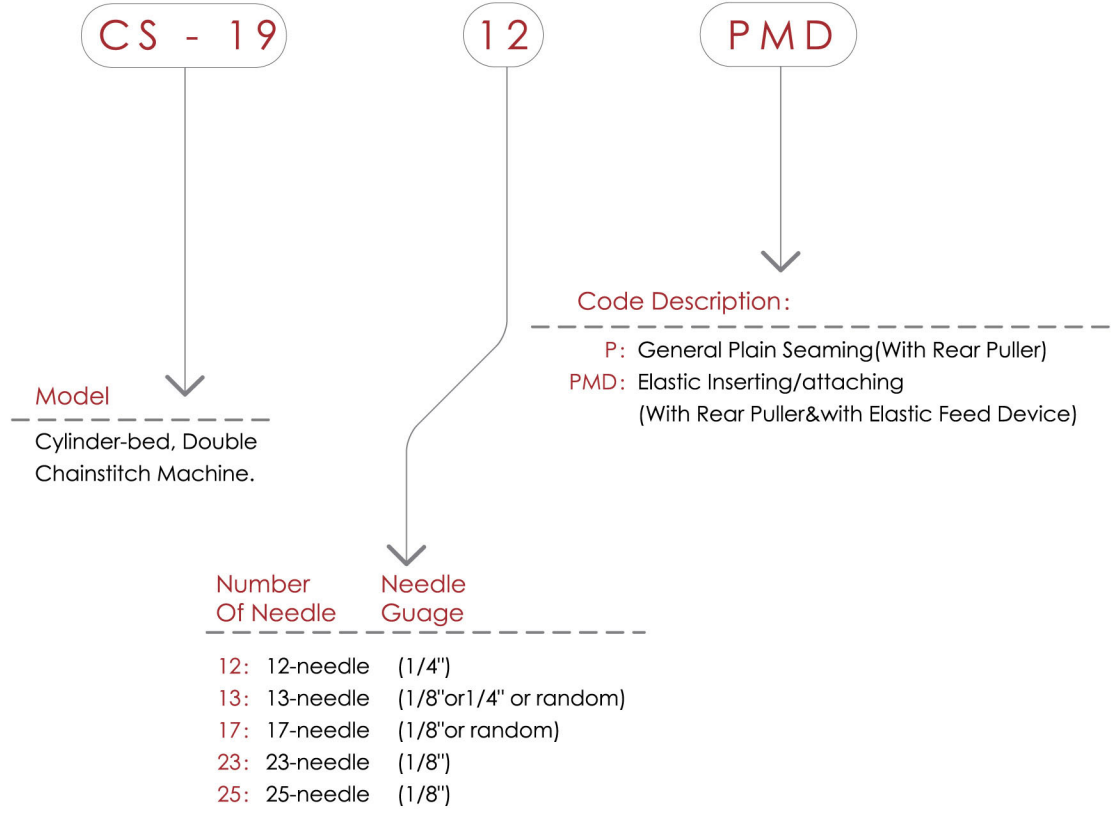 CS - 19
12
PMD
Code Description:
P: General Plain Seaming(With Rear Puller)
PMD: Elastic Inserting/attaching
(With Rear Puller&with Elastic Feed Device)
Model
Cylinder-bed, Double
Chainstitch Machine.
Number Needle
Of Needle Guage
12: 12-needle (1/4")
13: 13-needle (1/8"or1/4" or random)
17: 17-needle (1/8"or random)
23: 23-needle (1/8")
25: 25-needle (1/8")